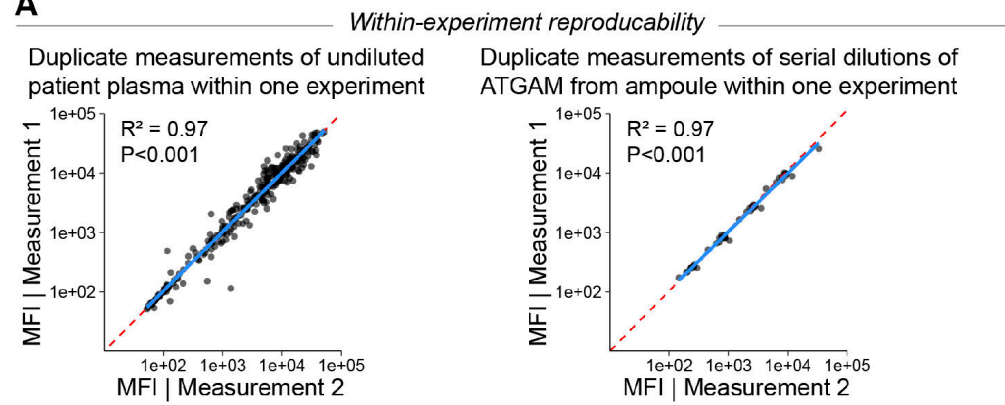 A
Within-experiment reproducability
Duplicate measurements of undiluted
patient plasma within one experiment
1e+05
1e+04
1e+03
1e+02
MFI | Measurement 1
R² = 0.97
P<0.001
1e+02 1e+03 1e+04 1e+05
MFI | Measurement 2
Duplicate measurements of serial dilutions of
ATGAM from ampoule within one experiment
1e+05
1e+04
1e+03
1e+02
MFI | Measurement 1
R² = 0.97
P<0.001
1e+02 1e+03 1e+04 1e+05
MFI | Measurement 2